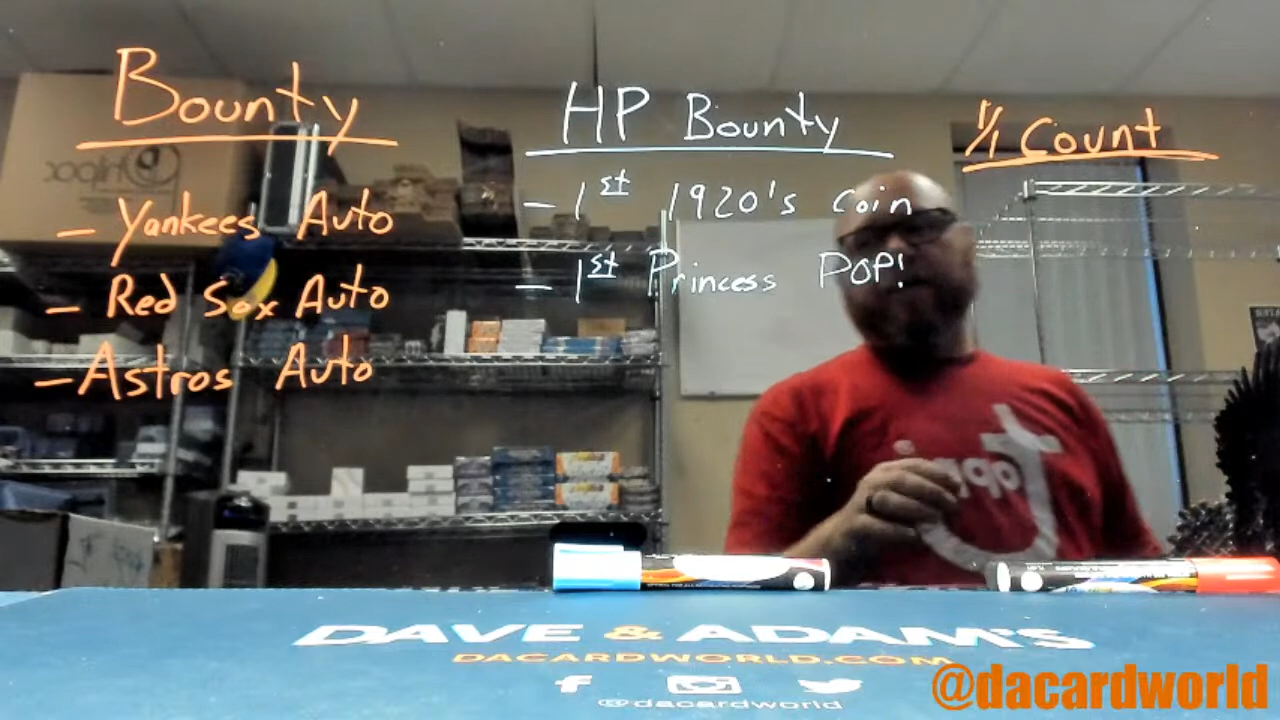 Bounty
- Yankees Auto
- Red Sox Auto
- Astros Auto
HP Bounty
- 1st 1920's coin
- 1st Princess POP!
1/1 Count
Topps
DAVE & ADAM'S
DACARDWORLD.COM
@dacardworld
@dacardworld